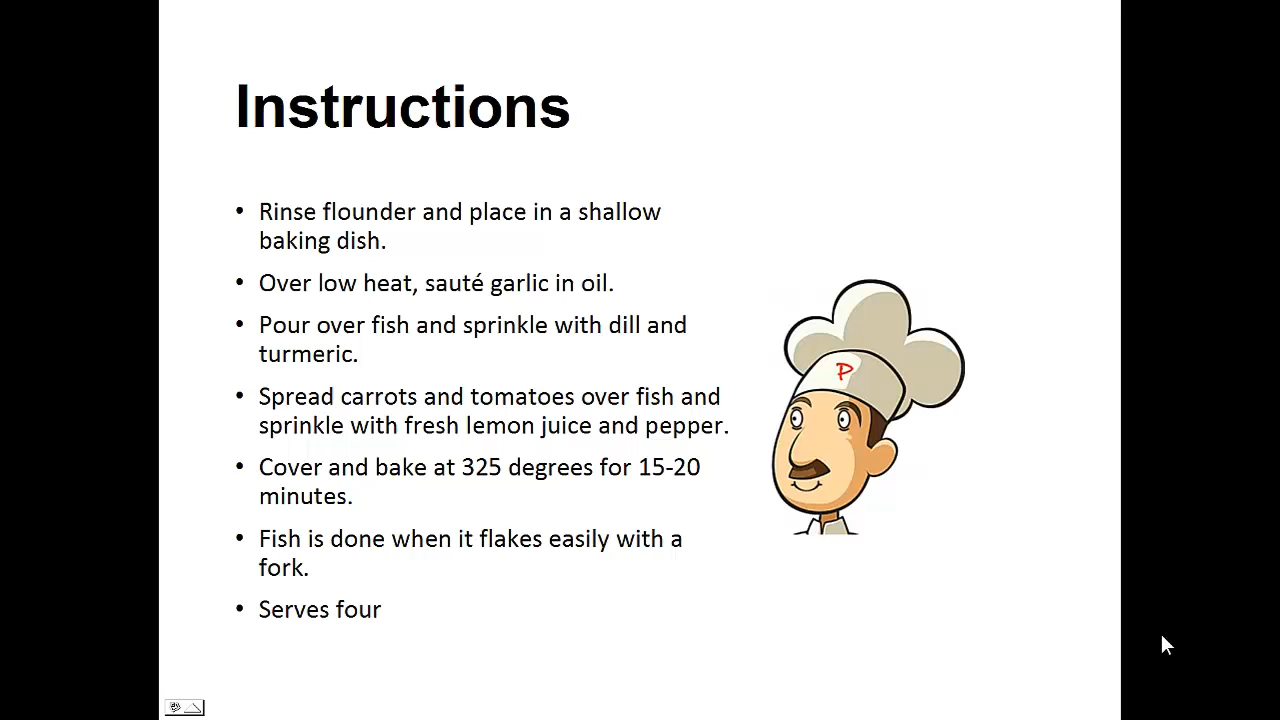 Instructions
• Rinse flounder and place in a shallow
baking dish.
• Over low heat, sauté garlic in oil.
• Pour over fish and sprinkle with dill and
turmeric.
• Spread carrots and tomatoes over fish and
sprinkle with fresh lemon juice and pepper.
• Cover and bake at 325 degrees for 15-20
minutes.
• Fish is done when it flakes easily with a
fork.
• Serves four
P